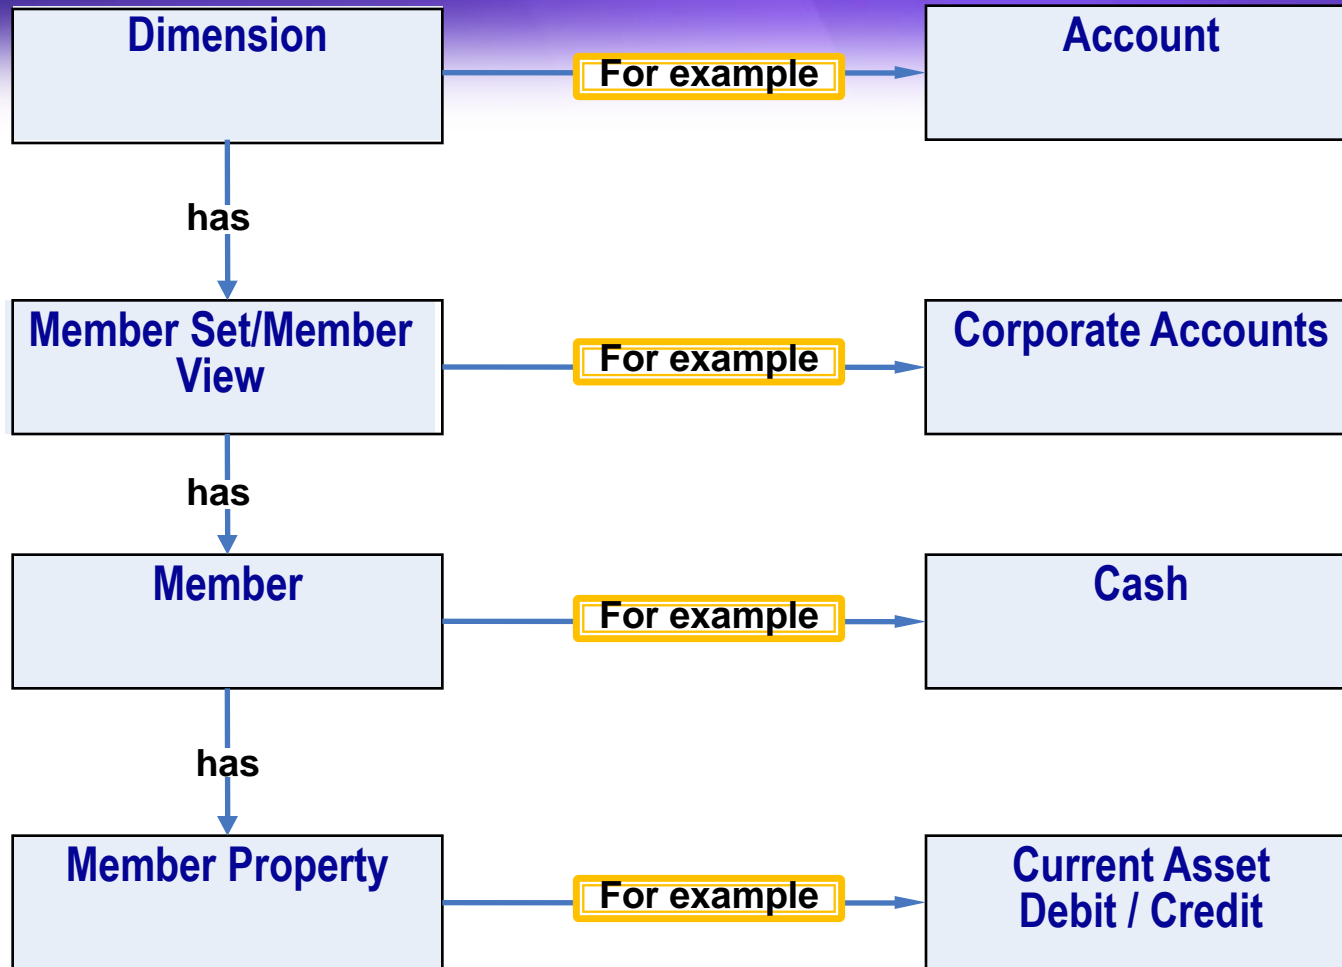 Dimension
For example
Account
has
Member Set/Member
View
For example
Corporate Accounts
has
Member
For example
Cash
has
Member Property
For example
Current Asset
Debit / Credit